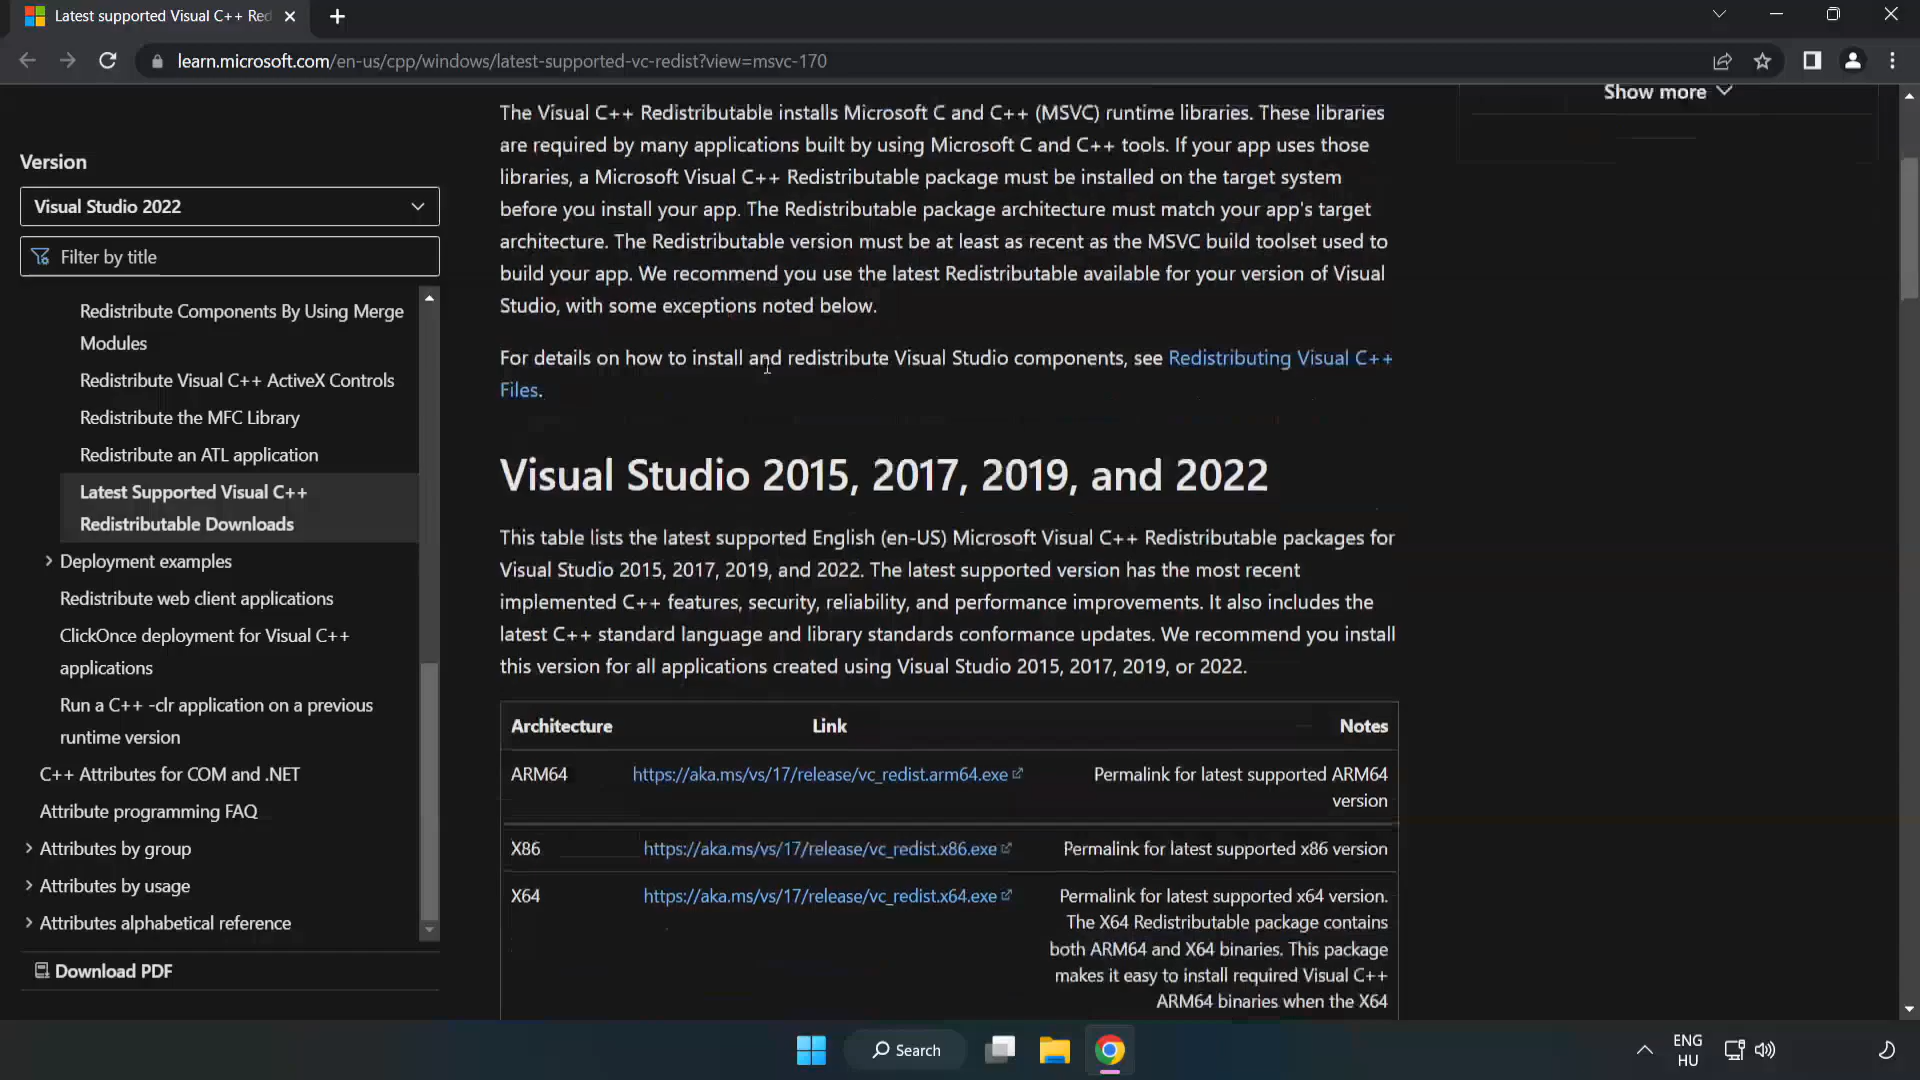 Latest supported Visual C++ Red
learn.microsoft.com/en-us/cpp/windows/latest-supported-vc-redist?view=msvc-170
Version
Visual Studio 2022
Filter by title
Redistribute Components By Using Merge
Modules
Redistribute Visual C++ ActiveX Controls
Redistribute the MFC Library
Redistribute an ATL application
Latest Supported Visual C++
Redistributable Downloads
Deployment examples
Redistribute web client applications
ClickOnce deployment for Visual C++
applications
Run a C++ -clr application on a previous
runtime version
C++ Attributes for COM and .NET
Attribute programming FAQ
Attributes by group
Attributes by usage
Attributes alphabetical reference
Download PDF
The Visual C++ Redistributable installs Microsoft C and C++ (MSVC) runtime libraries. These libraries
are required by many applications built by using Microsoft C and C++ tools. If your app uses those
libraries, a Microsoft Visual C++ Redistributable package must be installed on the target system
before you install your app. The Redistributable package architecture must match your app's target
architecture. The Redistributable version must be at least as recent as the MSVC build toolset used to
build your app. We recommend you use the latest Redistributable available for your version of Visual
Studio, with some exceptions noted below.
For details on how to install and redistribute Visual Studio components, see Redistributing Visual C++
Files.
Visual Studio 2015, 2017, 2019, and 2022
This table lists the latest supported English (en-US) Microsoft Visual C++ Redistributable packages for
Visual Studio 2015, 2017, 2019, and 2022. The latest supported version has the most recent
implemented C++ features, security, reliability, and performance improvements. It also includes the
latest C++ standard language and library standards conformance updates. We recommend you install
this version for all applications created using Visual Studio 2015, 2017, 2019, or 2022.
Architecture Link Notes
ARM64 https://aka.ms/vs/17/release/vc_redist.arm64.exe Permalink for latest supported ARM64
version
X86 https://aka.ms/vs/17/release/vc_redist.x86.exe Permalink for latest supported x86 version
X64 https://aka.ms/vs/17/release/vc_redist.x64.exe Permalink for latest supported x64 version.
The X64 Redistributable package contains
both ARM64 and X64 binaries. This package
makes it easy to install required Visual C++
ARM64 binaries when the X64
Show more
Search
ENG
HU